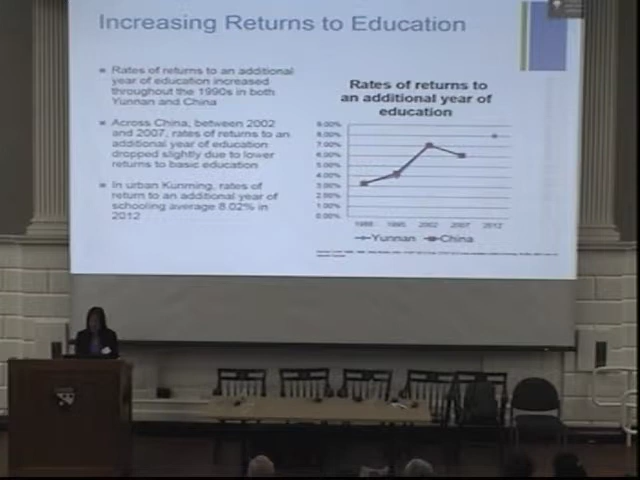 Increasing Returns to Education
Rates of returns to an additional
year of education increased
throughout the 1990s in both
Yunnan and China
Across China, between 2002
and 2007, rates of returns to an
additional year of education
dropped slightly due to lower
returns to basic education
In urban Kunming, rates of
return to an additional year of
schooling average 8.02% in
2012
Rates of returns to
an additional year of
education
9.00%
8.00%
7.00%
6.00%
5.00%
4.00%
3.00%
2.00%
1.00%
0.00%
1988 1995 2002 2007 2012
Yunnan China